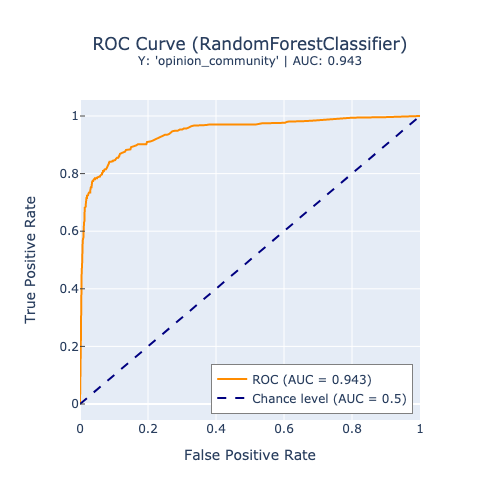 ROC Curve (RandomForestClassifier)
Y: 'opinion_community' | AUC: 0.943
True Positive Rate
1
0.8
0.6
0.4
0.2
0
0 0.2 0.4 0.6 0.8 1
False Positive Rate
ROC (AUC = 0.943)
Chance level (AUC = 0.5)